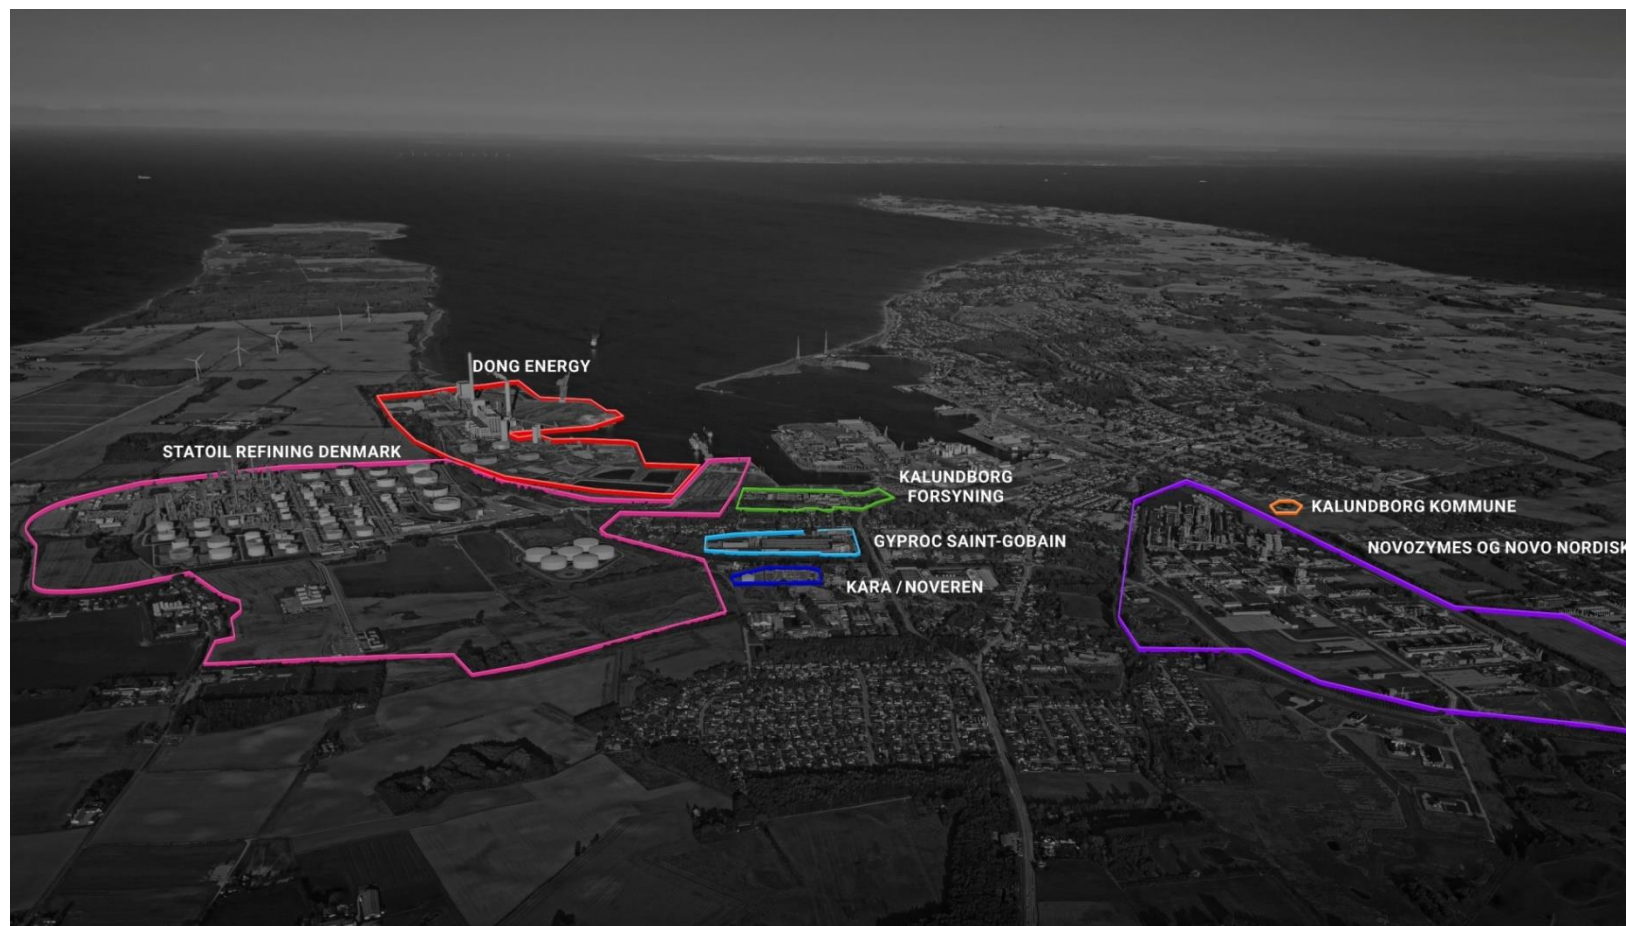 DONG ENERGY
STATOIL REFINING DENMARK
KALUNDBORG
FORSYNING
KALUNDBORG KOMMUNE
GYPROC SAINT-GOBAIN
NOVOZYMES OG NOVO NORDISK
KARA / NOVEREN